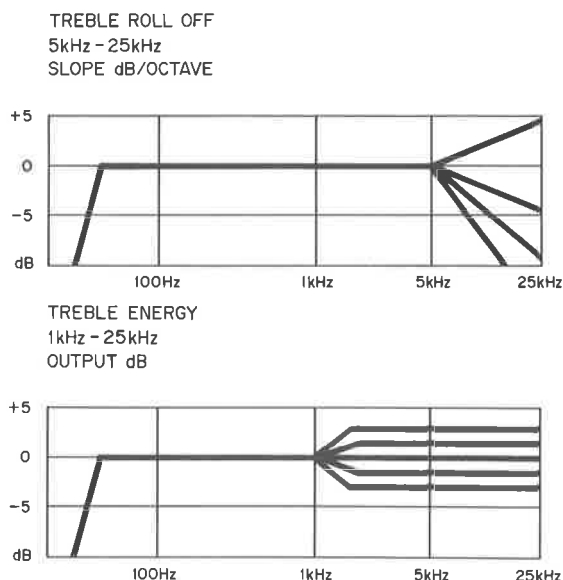 TREBLE ROLL OFF
5kHz-25kHz
SLOPE dB/OCTAVE
+5
0
-5
dB
100Hz
1kHz
5kHz
25kHz
TREBLE ENERGY
1kHz-25kHz
OUTPUT dB
+5
0
-5
dB
100Hz
1kHz
5kHz
25kHz